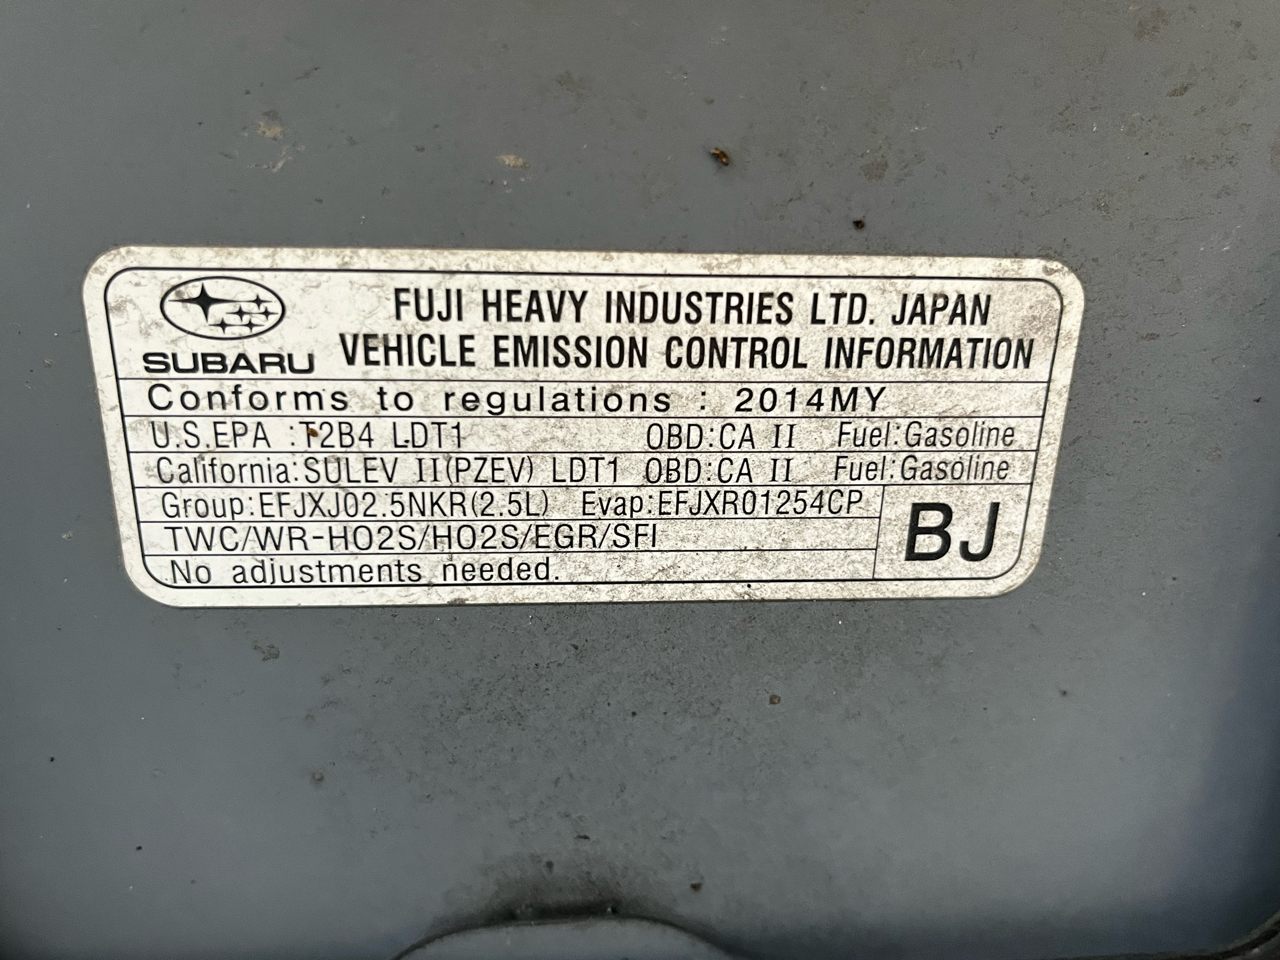 FUJI HEAVY INDUSTRIES LTD. JAPAN
SUBARU VEHICLE EMISSION CONTROL INFORMATION
Conforms to regulations : 2014MY
U.S.EPA :T2B4 LDT1 OBD:CA II Fuel:Gasoline
California:SULEV II(PZEV) LDT1 OBD:CA II Fuel:Gasoline
Group:EFJXJ02.5NKR(2.5L) Evap:EFJXR01254CP
TWC/WR-HO2S/HO2S/EGR/SFI
No adjustments needed.
BJ